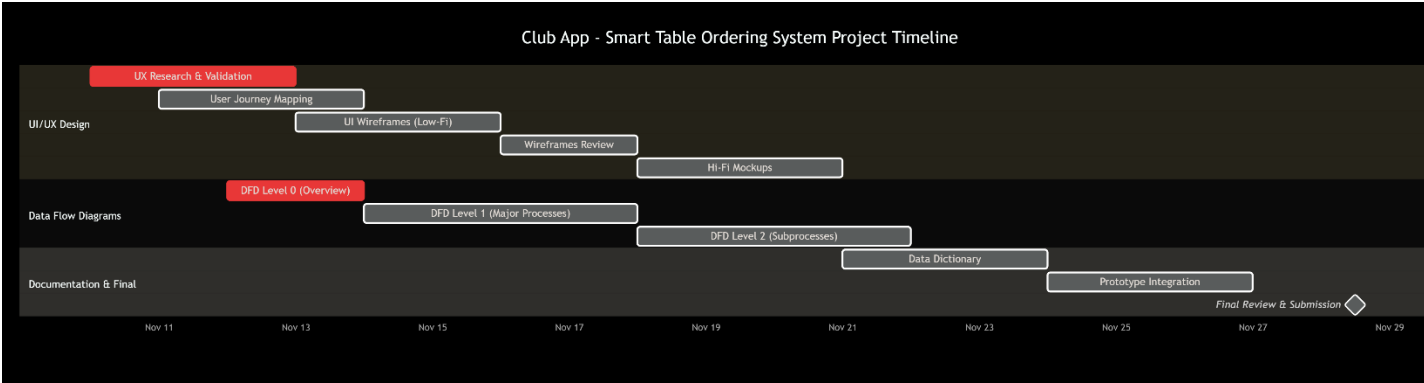 Club App - Smart Table Ordering System Project Timeline
UX Research & Validation
User Journey Mapping
UI Wireframes (Low-Fi)
UI/UX Design
Wireframes Review
Hi-Fi Mockups
DFD Level 0 (Overview)
Data Flow Diagrams
DFD Level 1 (Major Processes)
DFD Level 2 (Subprocesses)
Data Dictionary
Documentation & Final
Prototype Integration
Final Review & Submission
Nov 11 Nov 13 Nov 15 Nov 17 Nov 19 Nov 21 Nov 23 Nov 25 Nov 27 Nov 29